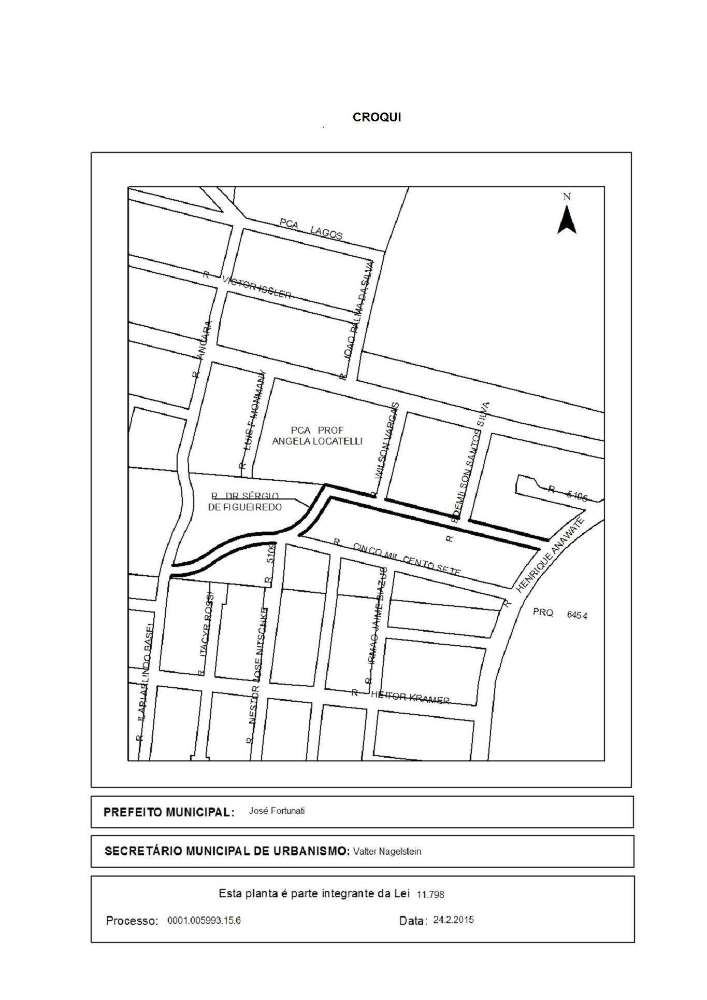 CROQUI
N
PCA LAGOS
R VICTOR ISSLER
R JOAO PALMA DA SILVA
R ANCARA
R LUIS F MONMANY
PCA PROF
ANGELA LOCATELLI
R WILSON VARGAS
R EDEMILSON SANTOS SILVA
R 5106
R DR SÉRGIO
DE FIGUEIREDO
R HENRIQUE ANAWATE
R CINCO MIL CENTO SETE
R 5109
PRQ 6454
R ITACYR ROSSI
R NESTOR JOSE NITSCHKE
R IRMAO JAIME BIAZUS
R ILARIARLINDO BASEI
R HEITOR KRAMER
PREFEITO MUNICIPAL: José Fortunati
SECRETÁRIO MUNICIPAL DE URBANISMO: Valter Nagelstein
Esta planta é parte integrante da Lei 11.798
Processo: 0001.005993.15.6 Data: 24.2.2015